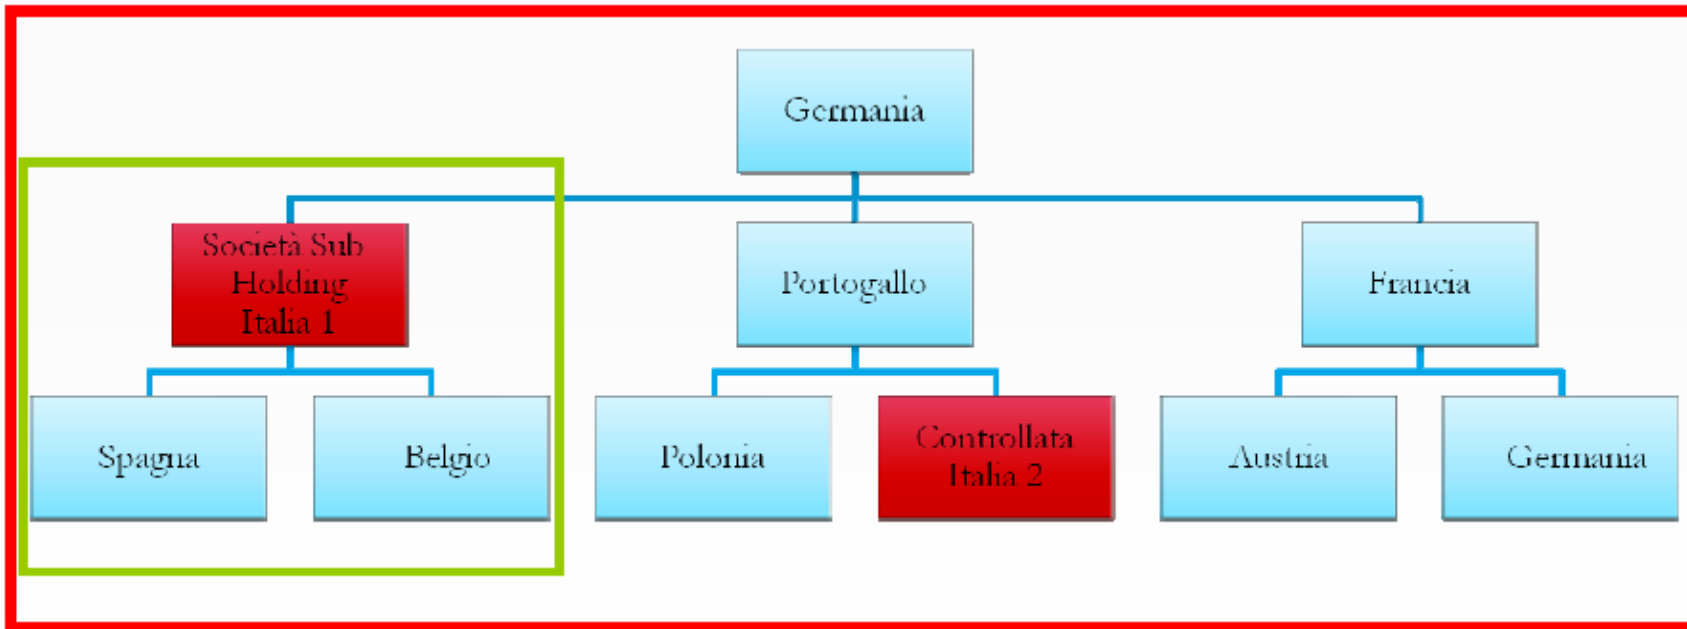 Germania
Società Sub
Holding
Italia 1
Portogallo
Francia
Spagna
Belgio
Polonia
Controllata
Italia 2
Austria
Germania